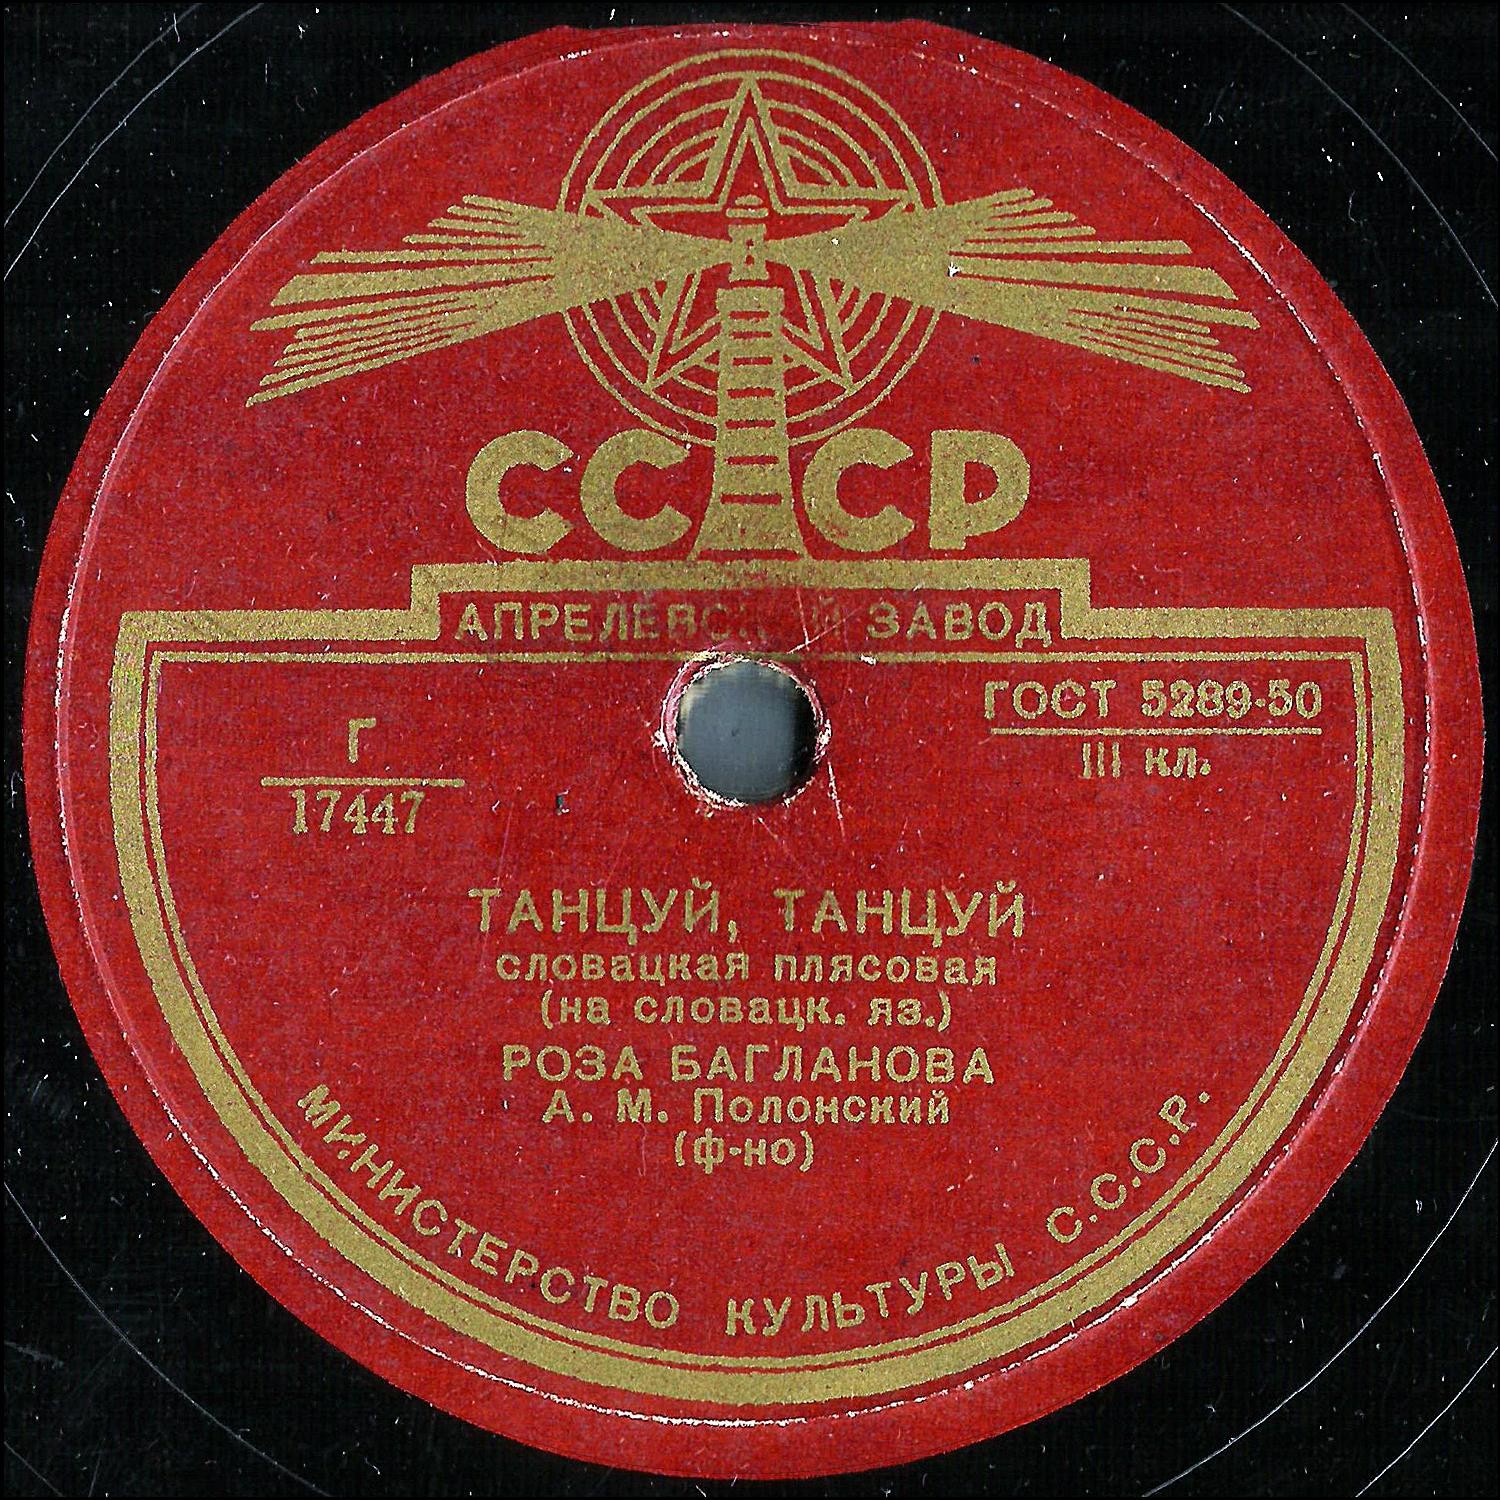 СССР
АПРЕЛЕВСКИЙ ЗАВОД
ГОСТ 5289-50
III кл.
Г
17447
ТАНЦУЙ, ТАНЦУЙ
словацкая плясовая
(на словацк. яз.)
РОЗА БАГЛАНОВА
А. М. Полонский
(ф-но)
МИНИСТЕРСТВО КУЛЬТУРЫ С.С.С.Р.